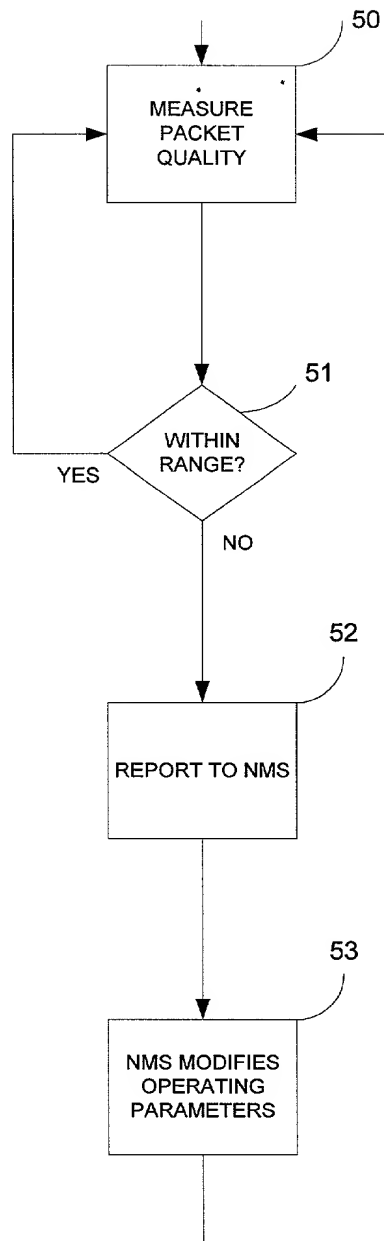 50
MEASURE
PACKET
QUALITY
51
WITHIN
RANGE?
YES
NO
52
REPORT TO NMS
53
NMS MODIFIES
OPERATING
PARAMETERS